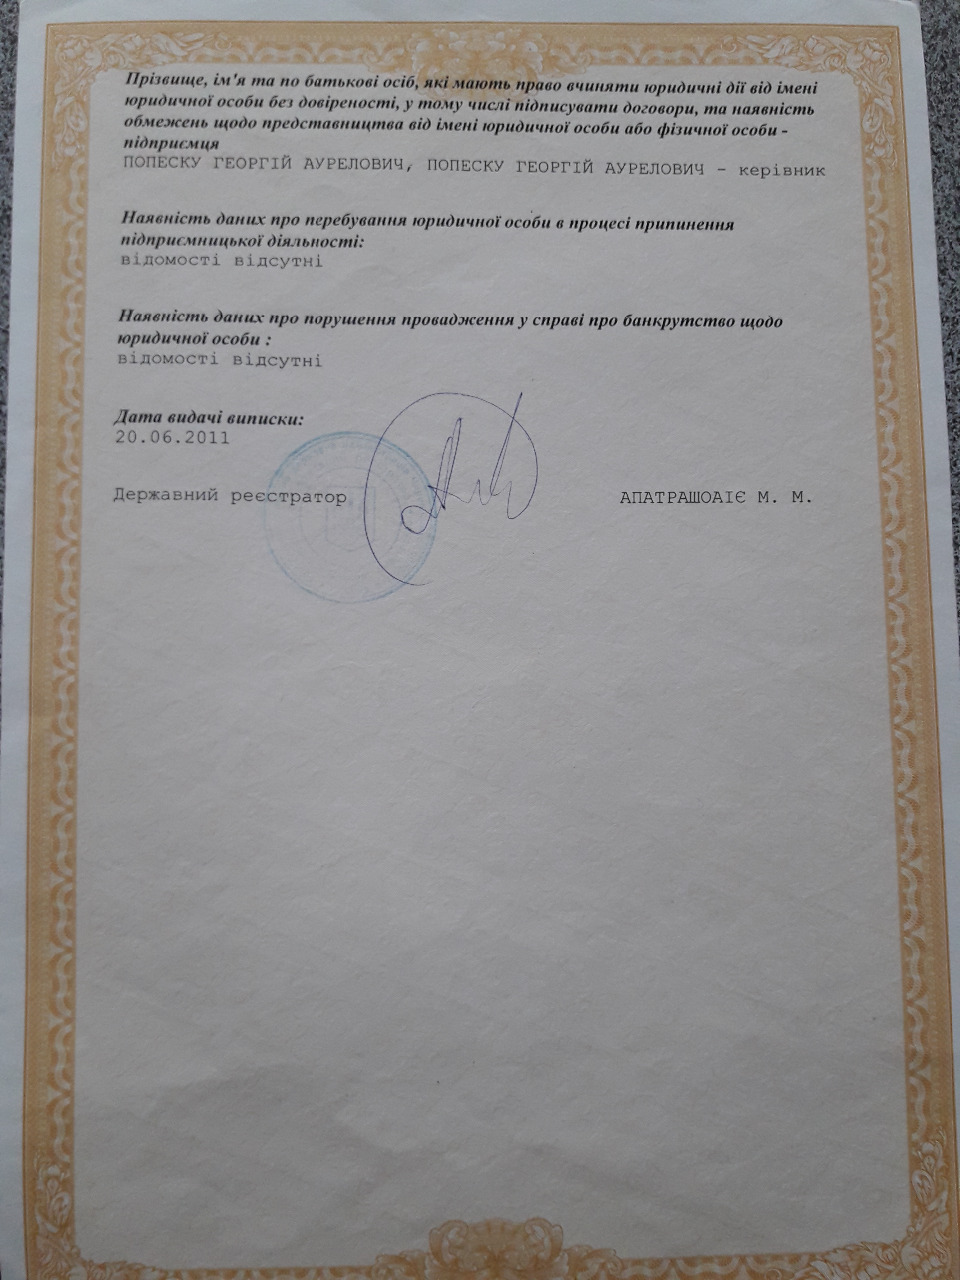 Прізвище, ім'я та по батькові осіб, які мають право вчиняти юридичні дії від імені
юридичної особи без довіреності, у тому числі підписувати договори, та наявність
обмежень щодо представництва від імені юридичної особи або фізичної особи -
підприємця
ПОПЕСКУ ГЕОРГІЙ АУРЕЛОВИЧ, ПОПЕСКУ ГЕОРГІЙ АУРЕЛОВИЧ - керівник
Наявність даних про перебування юридичної особи в процесі припинення
підприємницької діяльності:
відомості відсутні
Наявність даних про порушення провадження у справі про банкрутство щодо
юридичної особи :
відомості відсутні
Дата видачі виписки:
20.06.2011
Державний реєстратор АПАТРАШОАІЄ М. М.